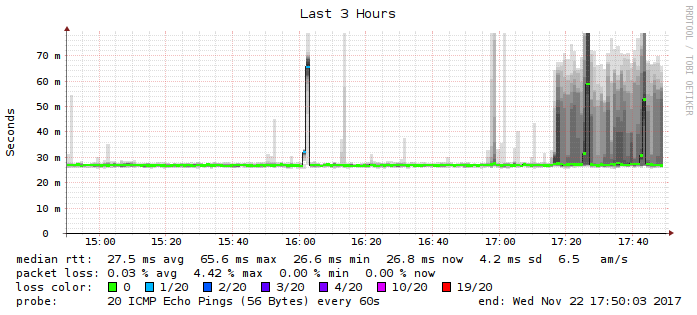 Last 3 Hours
RRDTOOL / TOBI OETIKER
Seconds
70 m
60 m
50 m
40 m
30 m
20 m
10 m
0
15:00 15:20 15:40 16:00 16:20 16:40 17:00 17:20 17:40
median rtt: 27.5 ms avg 65.6 ms max 26.6 ms min 26.8 ms now 4.2 ms sd 6.5 am/s
packet loss: 0.03 % avg 4.42 % max 0.00 % min 0.00 % now
loss color: 0 1/20 2/20 3/20 4/20 10/20 19/20
probe: 20 ICMP Echo Pings (56 Bytes) every 60s end: Wed Nov 22 17:50:03 2017